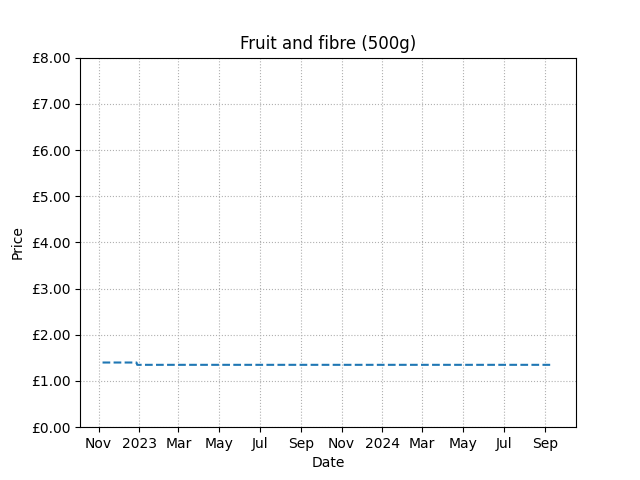 Fruit and fibre (500g)
£8.00
£7.00
£6.00
£5.00
£4.00
£3.00
£2.00
£1.00
£0.00
Price
Nov 2023 Mar May Jul Sep Nov 2024 Mar May Jul Sep
Date